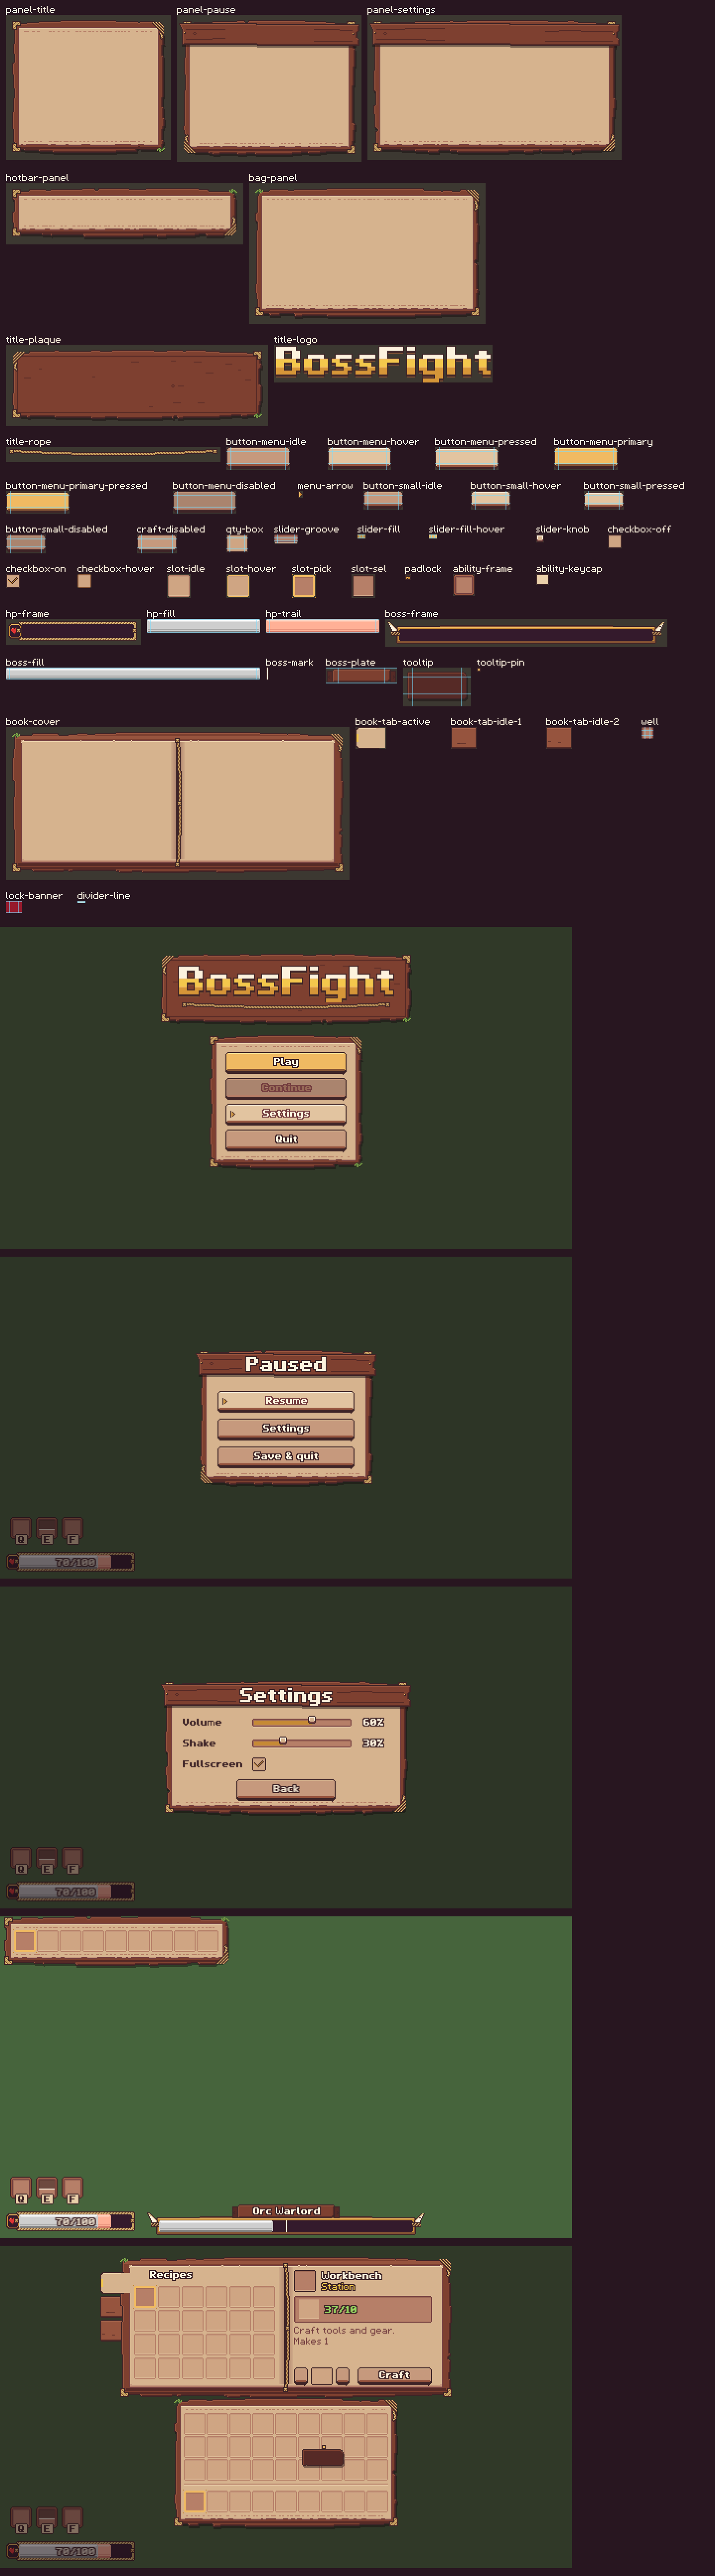 panel-title panel-pause panel-settings
hotbar-panel bag-panel
title-plaque title-logo
BossFight
title-rope button-menu-idle button-menu-hover button-menu-pressed button-menu-primary
button-menu-primary-pressed button-menu-disabled menu-arrow button-small-idle button-small-hover button-small-pressed
button-small-disabled craft-disabled qty-box slider-groove slider-fill slider-fill-hover slider-knob checkbox-off
checkbox-on checkbox-hover slot-idle slot-hover slot-pick slot-sel padlock ability-frame ability-keycap
hp-frame hp-fill hp-trail boss-frame
boss-fill boss-mark boss-plate tooltip tooltip-pin
book-cover book-tab-active book-tab-idle-1 book-tab-idle-2 well
lock-banner divider-line
BossFight
Play
Continue
Settings
Quit
Paused
Resume
Settings
Save & quit
Q E F
70/100
Settings
Volume 60%
Shake 30%
Fullscreen
Back
Q E F
70/100
Q E F
Orc Warlord
70/100
Recipes
Workbench
Station
37/10
Craft tools and gear.
Makes 1
Craft
Q E F
70/100